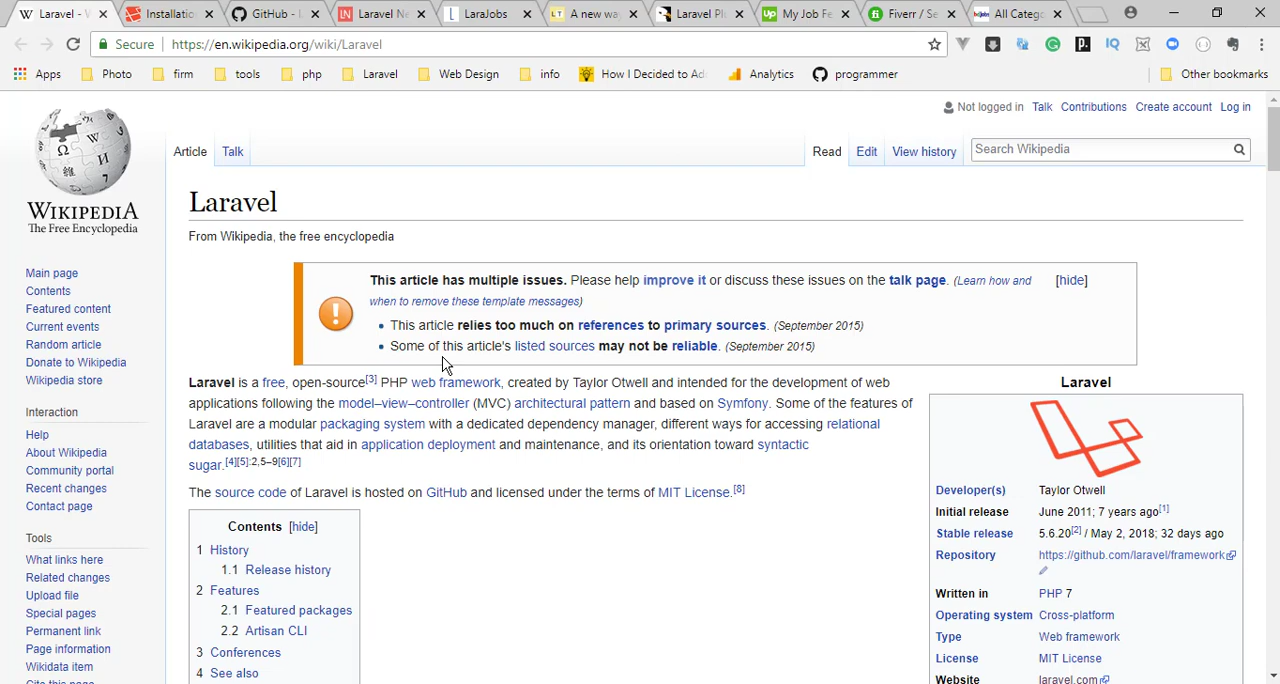 Laravel - W
Installatio
GitHub - L
Laravel Ne
LaraJobs
A new way
Laravel Pl
My Job Fe
Fiverr / Se
All Catego
Secure
https://en.wikipedia.org/wiki/Laravel
Apps
Photo
firm
tools
php
Laravel
Web Design
info
How I Decided to Ad
Analytics
programmer
Other bookmarks
Not logged in Talk Contributions Create account Log in
Article Talk
Read Edit View history
Search Wikipedia
WIKIPEDIA
The Free Encyclopedia
Main page
Contents
Featured content
Current events
Random article
Donate to Wikipedia
Wikipedia store
Interaction
Help
About Wikipedia
Community portal
Recent changes
Contact page
Tools
What links here
Related changes
Upload file
Special pages
Permanent link
Page information
Wikidata item
Cite this page
Laravel
From Wikipedia, the free encyclopedia
This article has multiple issues. Please help improve it or discuss these issues on the talk page. (Learn how and
when to remove these template messages)
[hide]
• This article relies too much on references to primary sources. (September 2015)
• Some of this article's listed sources may not be reliable. (September 2015)
Laravel is a free, open-source[3] PHP web framework, created by Taylor Otwell and intended for the development of web
applications following the model–view–controller (MVC) architectural pattern and based on Symfony. Some of the features of
Laravel are a modular packaging system with a dedicated dependency manager, different ways for accessing relational
databases, utilities that aid in application deployment and maintenance, and its orientation toward syntactic
sugar.[4][5]:2,5–9[6][7]
The source code of Laravel is hosted on GitHub and licensed under the terms of MIT License.[8]
Contents [hide]
1 History
1.1 Release history
2 Features
2.1 Featured packages
2.2 Artisan CLI
3 Conferences
4 See also
Laravel
Developer(s) Taylor Otwell
Initial release June 2011; 7 years ago[1]
Stable release 5.6.20[2] / May 2, 2018; 32 days ago
Repository https://github.com/laravel/framework
Written in PHP 7
Operating system Cross-platform
Type Web framework
License MIT License
Website laravel.com